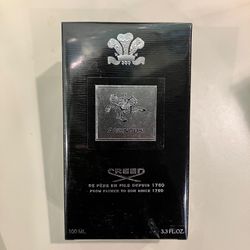 CREED
DE PÈRE EN FILS DEPUIS 1760
FROM FATHER TO SON SINCE 1760
100 ML
3.3 FL.OZ.